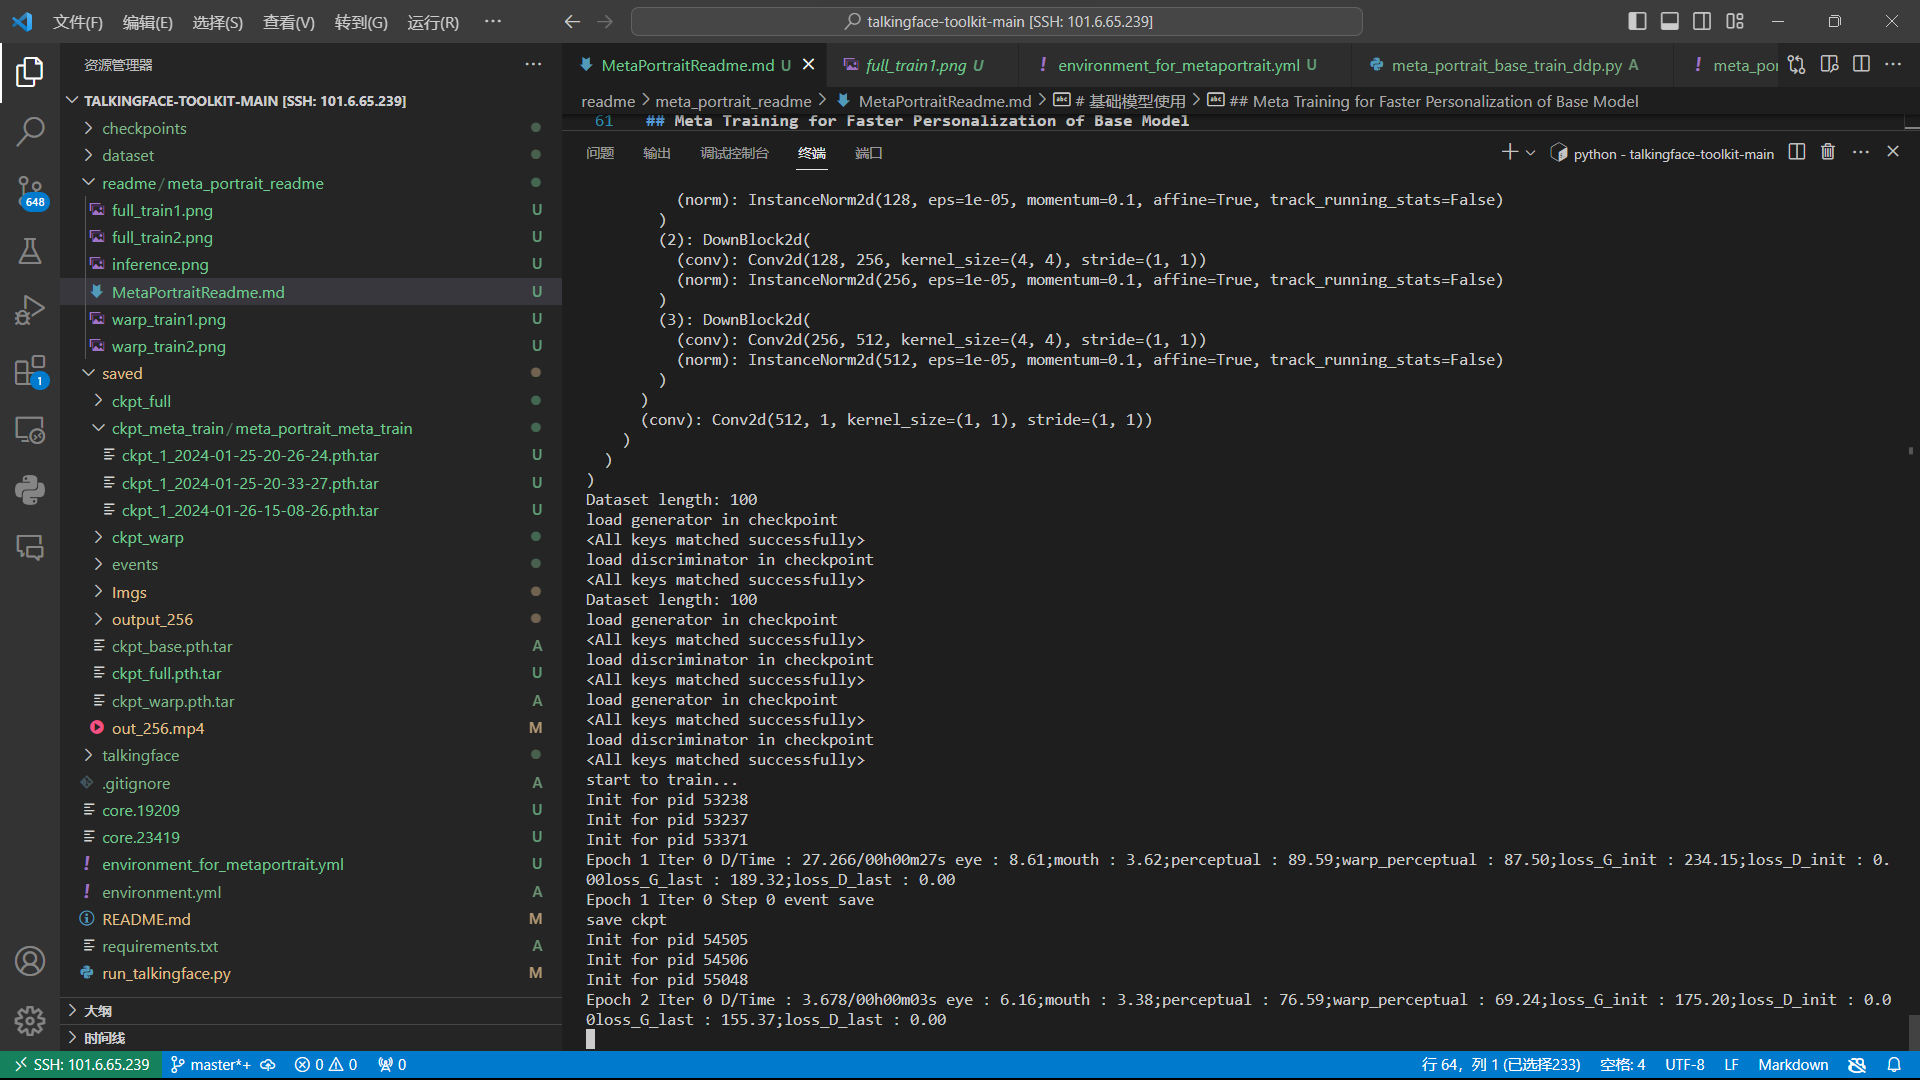 文件(F) 编辑(E) 选择(S) 查看(V) 转到(G) 运行(R) ··· talkingface-toolkit-main [SSH: 101.6.65.239]
资源管理器 ···
TALKINGFACE-TOOLKIT-MAIN [SSH: 101.6.65.239]
checkpoints
dataset
readme / meta_portrait_readme
full_train1.png U
full_train2.png U
inference.png U
MetaPortraitReadme.md U
warp_train1.png U
warp_train2.png U
saved
ckpt_full
ckpt_meta_train / meta_portrait_meta_train
ckpt_1_2024-01-25-20-26-24.pth.tar U
ckpt_1_2024-01-25-20-33-27.pth.tar U
ckpt_1_2024-01-26-15-08-26.pth.tar U
ckpt_warp
events
Imgs
output_256
ckpt_base.pth.tar A
ckpt_full.pth.tar U
ckpt_warp.pth.tar A
out_256.mp4 M
talkingface
.gitignore A
core.19209 U
core.23419 U
environment_for_metaportrait.yml U
environment.yml A
README.md M
requirements.txt A
run_talkingface.py M
大纲
时间线
648
1
MetaPortraitReadme.md U full_train1.png U ! environment_for_metaportrait.yml U meta_portrait_base_train_ddp.py A ! meta_por ···
readme > meta_portrait_readme > MetaPortraitReadme.md > # 基础模型使用 > ## Meta Training for Faster Personalization of Base Model
61 ## Meta Training for Faster Personalization of Base Model
问题 输出 调试控制台 终端 端口 python - talkingface-toolkit-main ···
(norm): InstanceNorm2d(128, eps=1e-05, momentum=0.1, affine=True, track_running_stats=False)
)
(2): DownBlock2d(
(conv): Conv2d(128, 256, kernel_size=(4, 4), stride=(1, 1))
(norm): InstanceNorm2d(256, eps=1e-05, momentum=0.1, affine=True, track_running_stats=False)
)
(3): DownBlock2d(
(conv): Conv2d(256, 512, kernel_size=(4, 4), stride=(1, 1))
(norm): InstanceNorm2d(512, eps=1e-05, momentum=0.1, affine=True, track_running_stats=False)
)
)
(conv): Conv2d(512, 1, kernel_size=(1, 1), stride=(1, 1))
)
)
)
Dataset length: 100
load generator in checkpoint
<All keys matched successfully>
load discriminator in checkpoint
<All keys matched successfully>
Dataset length: 100
load generator in checkpoint
<All keys matched successfully>
load discriminator in checkpoint
<All keys matched successfully>
load generator in checkpoint
<All keys matched successfully>
load discriminator in checkpoint
<All keys matched successfully>
start to train...
Init for pid 53238
Init for pid 53237
Init for pid 53371
Epoch 1 Iter 0 D/Time : 27.266/00h00m27s eye : 8.61;mouth : 3.62;perceptual : 89.59;warp_perceptual : 87.50;loss_G_init : 234.15;loss_D_init : 0.
00loss_G_last : 189.32;loss_D_last : 0.00
Epoch 1 Iter 0 Step 0 event save
save ckpt
Init for pid 54505
Init for pid 54506
Init for pid 55048
Epoch 2 Iter 0 D/Time : 3.678/00h00m03s eye : 6.16;mouth : 3.38;perceptual : 76.59;warp_perceptual : 69.24;loss_G_init : 175.20;loss_D_init : 0.0
0loss_G_last : 155.37;loss_D_last : 0.00
SSH: 101.6.65.239 master*+ 0 0 0 行 64, 列 1 (已选择233) 空格: 4 UTF-8 LF Markdown